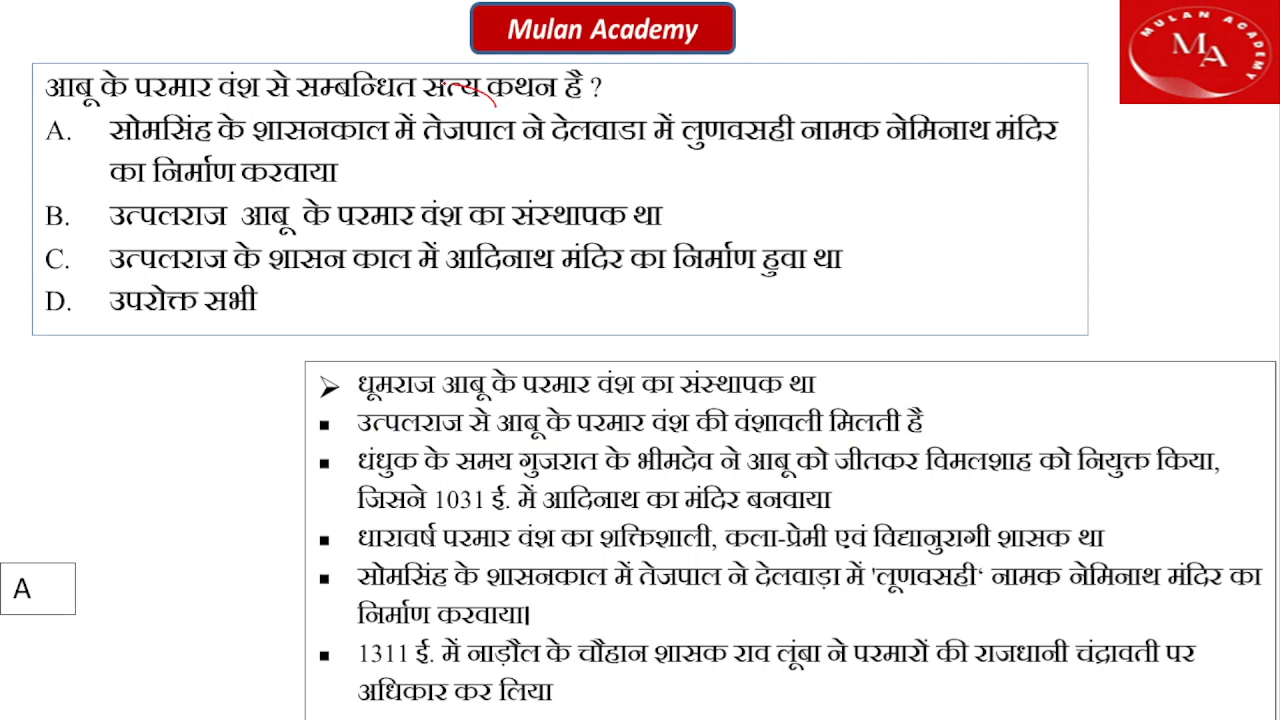 Mulan Academy
MULAN ACADEMY
MA
आबू के परमार वंश से सम्बन्धित सत्य कथन है ?
A. सोमसिंह के शासनकाल में तेजपाल ने देलवाडा में लुणवसही नामक नेमिनाथ मंदिर
का निर्माण करवाया
B. उत्पलराज आबू के परमार वंश का संस्थापक था
C. उत्पलराज के शासन काल में आदिनाथ मंदिर का निर्माण हुवा था
D. उपरोक्त सभी
➢ धूमराज आबू के परमार वंश का संस्थापक था
▪ उत्पलराज से आबू के परमार वंश की वंशावली मिलती है
▪ धंधुक के समय गुजरात के भीमदेव ने आबू को जीतकर विमलशाह को नियुक्त किया,
जिसने 1031 ई. में आदिनाथ का मंदिर बनवाया
▪ धारावर्ष परमार वंश का शक्तिशाली, कला-प्रेमी एवं विद्यानुरागी शासक था
▪ सोमसिंह के शासनकाल में तेजपाल ने देलवाड़ा में 'लूणवसही‘ नामक नेमिनाथ मंदिर का
निर्माण करवाया।
▪ 1311 ई. में नाड़ौल के चौहान शासक राव लूंबा ने परमारों की राजधानी चंद्रावती पर
अधिकार कर लिया
A